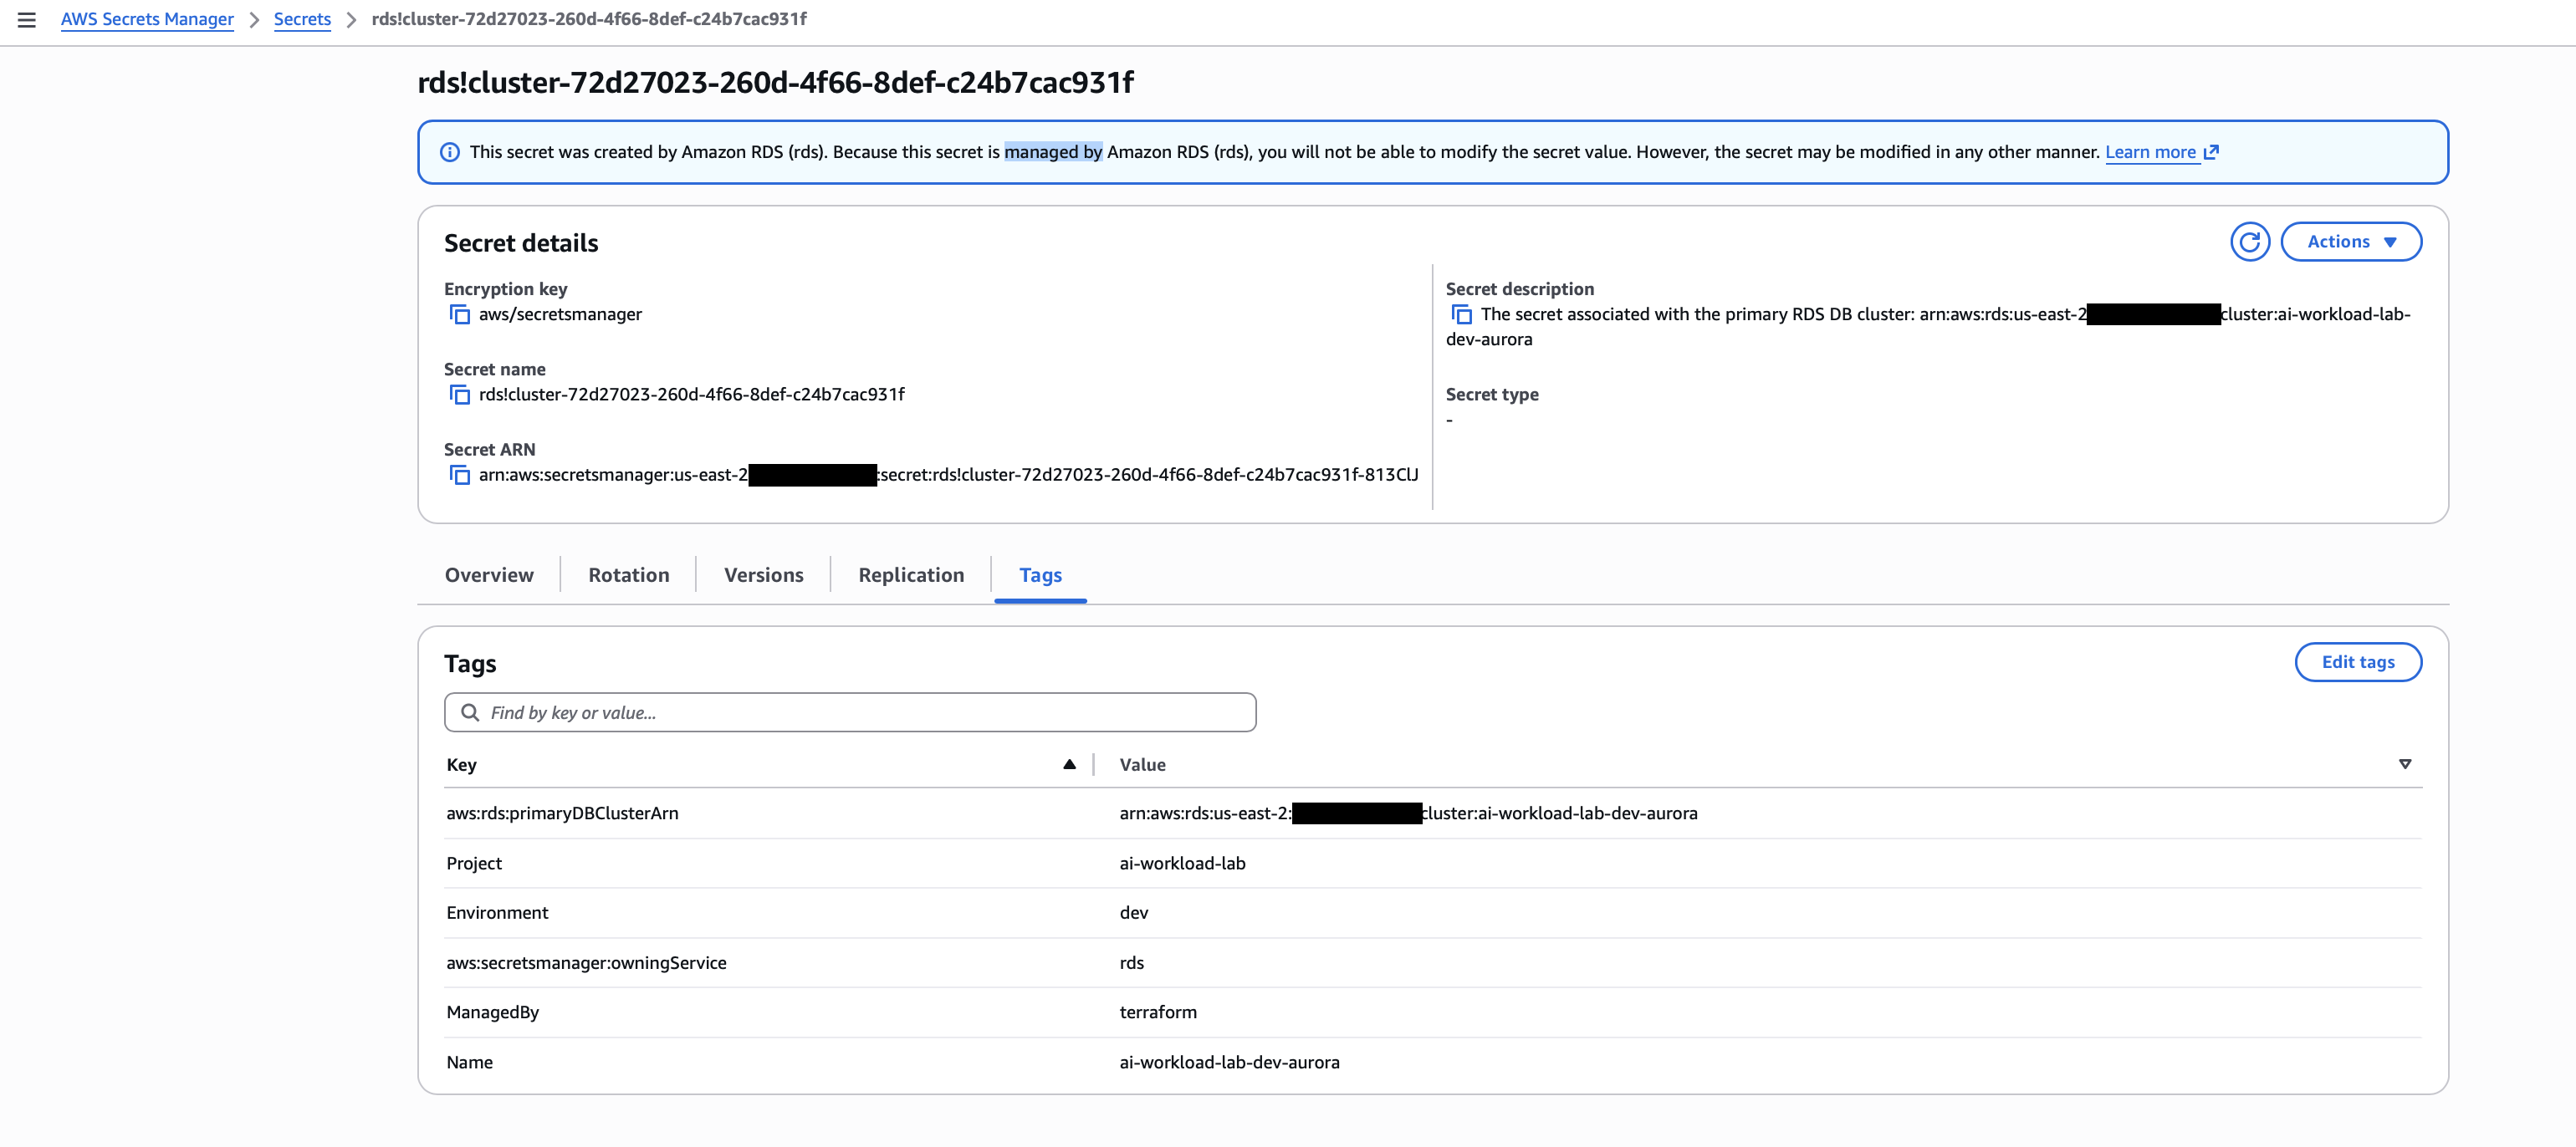 AWS Secrets Manager > Secrets > rds!cluster-72d27023-260d-4f66-8def-c24b7cac931f
rds!cluster-72d27023-260d-4f66-8def-c24b7cac931f
This secret was created by Amazon RDS (rds). Because this secret is managed by Amazon RDS (rds), you will not be able to modify the secret value. However, the secret may be modified in any other manner. Learn more
Secret details
Actions
Encryption key
aws/secretsmanager
Secret name
rds!cluster-72d27023-260d-4f66-8def-c24b7cac931f
Secret ARN
arn:aws:secretsmanager:us-east-2 :secret:rds!cluster-72d27023-260d-4f66-8def-c24b7cac931f-813ClJ
Secret description
The secret associated with the primary RDS DB cluster: arn:aws:rds:us-east-2 cluster:ai-workload-lab-
dev-aurora
Secret type
-
Overview Rotation Versions Replication Tags
Tags
Edit tags
Find by key or value...
Key Value
aws:rds:primaryDBClusterArn arn:aws:rds:us-east-2: cluster:ai-workload-lab-dev-aurora
Project ai-workload-lab
Environment dev
aws:secretsmanager:owningService rds
ManagedBy terraform
Name ai-workload-lab-dev-aurora